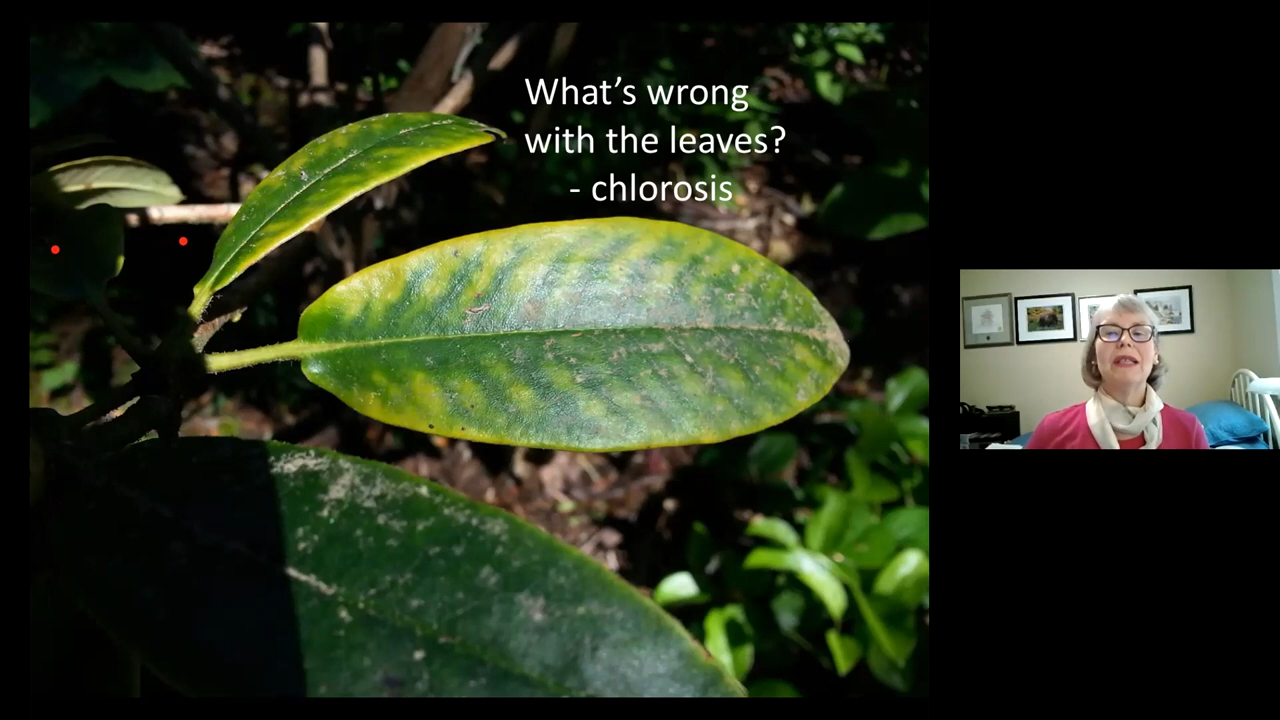 What’s wrong
with the leaves?
- chlorosis